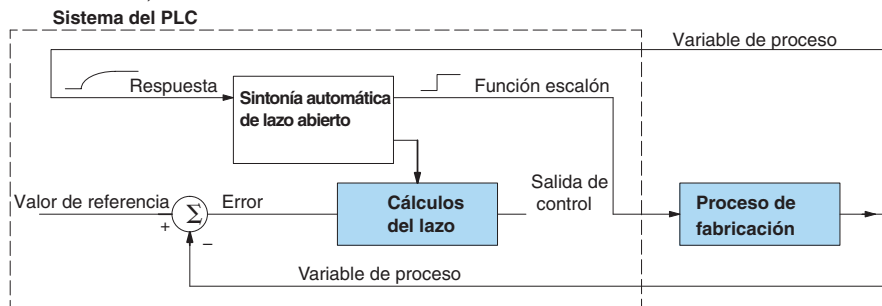 Sistema del PLC
Variable de proceso
Respuesta
Función escalón
Sintonía automática
de lazo abierto
Valor de referencia
+
Σ
−
Error
Cálculos
del lazo
Salida de
control
Proceso de
fabricación
Variable de proceso